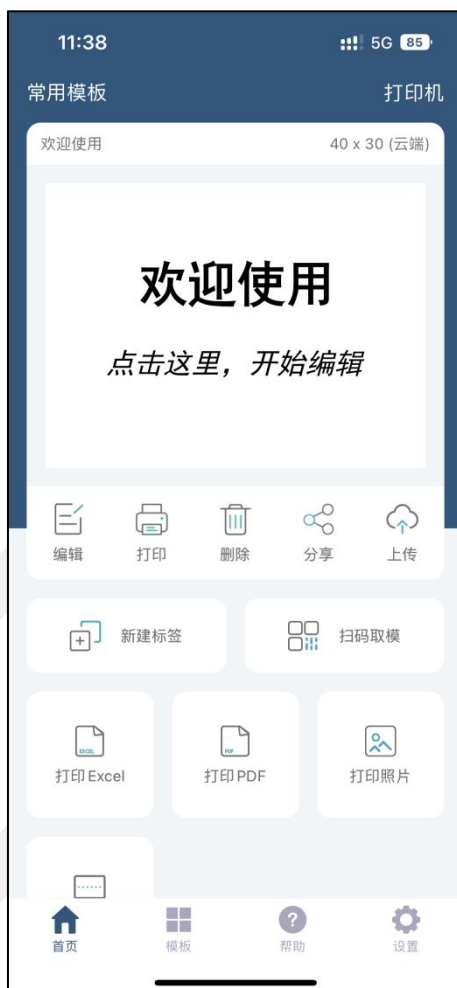 11:38 5G 85
常用模板 打印机
欢迎使用 40 x 30 (云端)
欢迎使用
点击这里，开始编辑
编辑 打印 删除 分享 上传
新建标签 扫码取模
EXCEL PDF
打印Excel 打印PDF 打印照片
首页 模板 帮助 设置